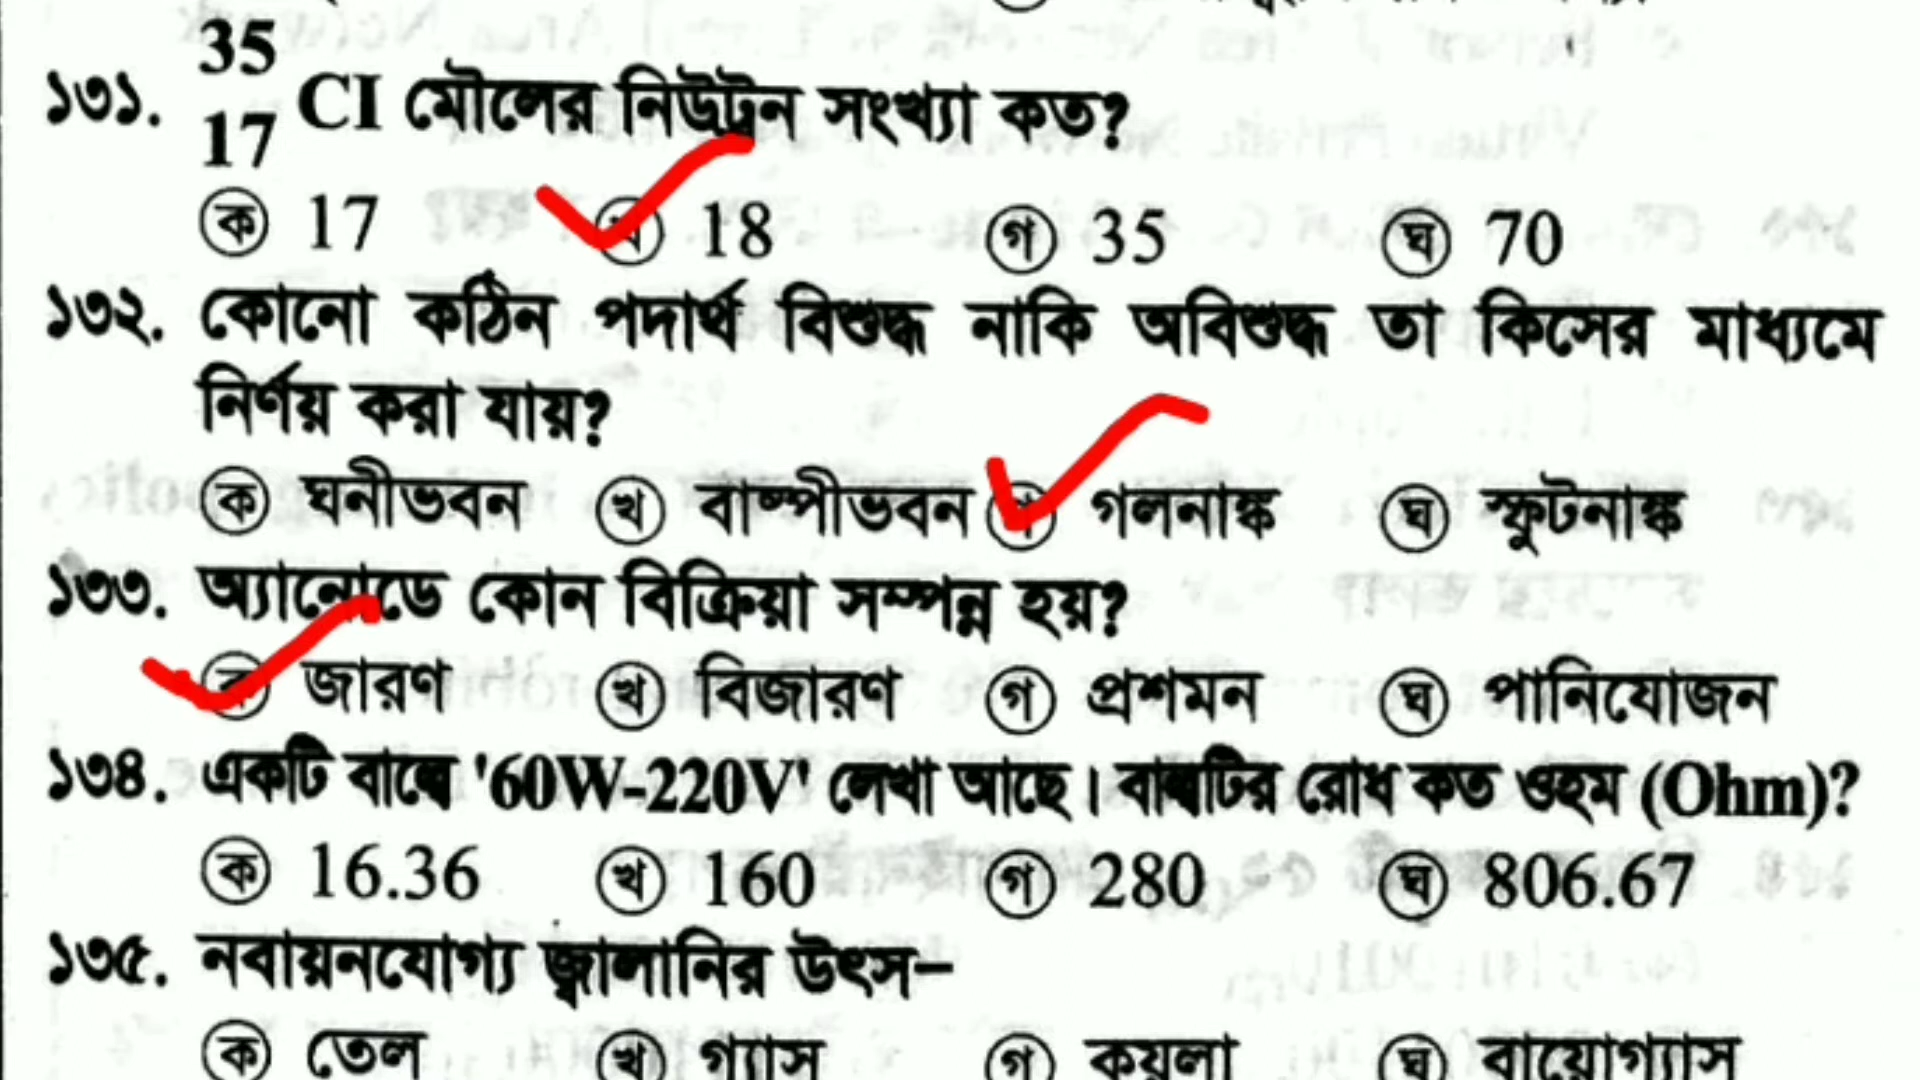 35
১৩১. CI মৌলের নিউট্রন সংখ্যা কত?
17
ক 17 খ 18 গ 35 ঘ 70
১৩২. কোনো কঠিন পদার্থ বিশুদ্ধ নাকি অবিশুদ্ধ তা কিসের মাধ্যমে
নির্ণয় করা যায়?
ক ঘনীভবন খ বাষ্পীভবন গ গলনাঙ্ক ঘ স্ফুটনাঙ্ক
১৩৩. অ্যানোডে কোন বিক্রিয়া সম্পন্ন হয়?
ক জারণ খ বিজারণ গ প্রশমন ঘ পানিযোজন
১৩৪. একটি বাল্বে '60W-220V' লেখা আছে। বাল্বটির রোধ কত ওহম (Ohm)?
ক 16.36 খ 160 গ 280 ঘ 806.67
১৩৫. নবায়নযোগ্য জ্বালানির উৎস–
ক তেল খ গ্যাস গ কয়লা ঘ বায়োগ্যাস